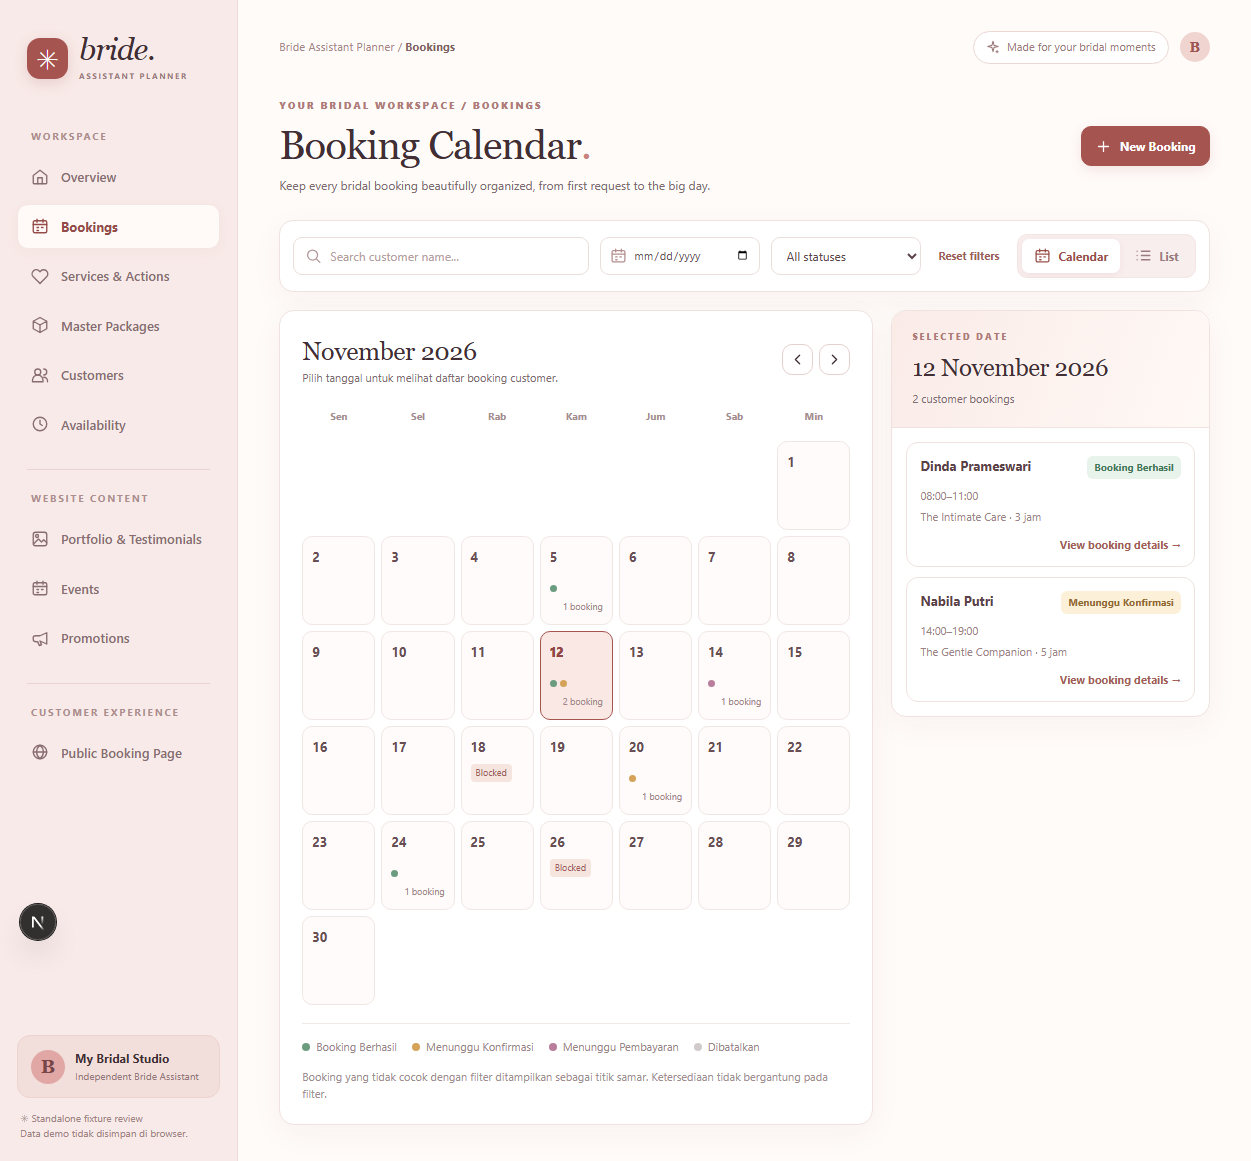 bride.
ASSISTANT PLANNER
WORKSPACE
Overview
Bookings
Services & Actions
Master Packages
Customers
Availability
WEBSITE CONTENT
Portfolio & Testimonials
Events
Promotions
CUSTOMER EXPERIENCE
Public Booking Page
N
B
My Bridal Studio
Independent Bride Assistant
✳ Standalone fixture review
Data demo tidak disimpan di browser.
Bride Assistant Planner / Bookings
Made for your bridal moments
B
YOUR BRIDAL WORKSPACE / BOOKINGS
Booking Calendar.
Keep every bridal booking beautifully organized, from first request to the big day.
+ New Booking
Search customer name...
mm/dd/yyyy
All statuses
Reset filters
Calendar
List
November 2026
Pilih tanggal untuk melihat daftar booking customer.
Sen Sel Rab Kam Jum Sab Min
1
2 3 4 5 6 7 8
1 booking
9 10 11 12 13 14 15
2 booking 1 booking
16 17 18 19 20 21 22
Blocked
1 booking
23 24 25 26 27 28 29
Blocked
1 booking
30
Booking Berhasil Menunggu Konfirmasi Menunggu Pembayaran Dibatalkan
Booking yang tidak cocok dengan filter ditampilkan sebagai titik samar. Ketersediaan tidak bergantung pada
filter.
SELECTED DATE
12 November 2026
2 customer bookings
Dinda Prameswari
Booking Berhasil
08:00–11:00
The Intimate Care · 3 jam
View booking details →
Nabila Putri
Menunggu Konfirmasi
14:00–19:00
The Gentle Companion · 5 jam
View booking details →